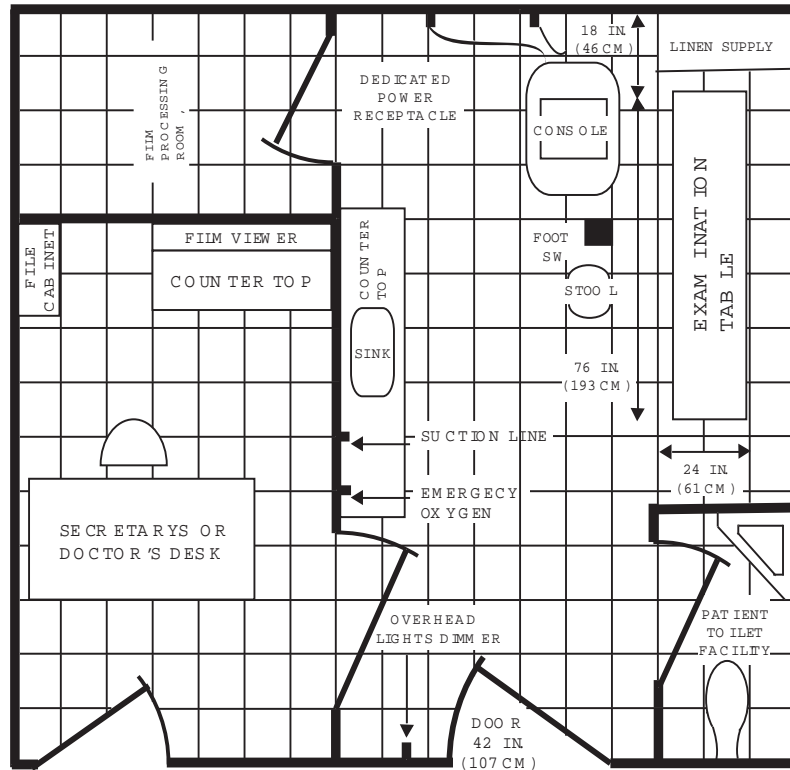 18 IN.
(46 CM)
LINEN SUPPLY
FILM
PROCESSING
ROOM ,
DEDICATED
POWER
RECEPTACLE
CONSOLE
EXAMINATION
TABLE
FILE
CABINET
FILM VIEWER
COUNTER TOP
COUNTER
TOP
FOOT
SW
STOOL
SINK
76 IN.
(193 CM)
SUCTION LINE
24 IN.
(61 CM)
EMERGECY
OXYGEN
SECRETARYS OR
DOCTOR'S DESK
OVERHEAD
LIGHTS DIMMER
PATIENT
TOILET
FACILITY
DOOR
42 IN.
(107 CM)